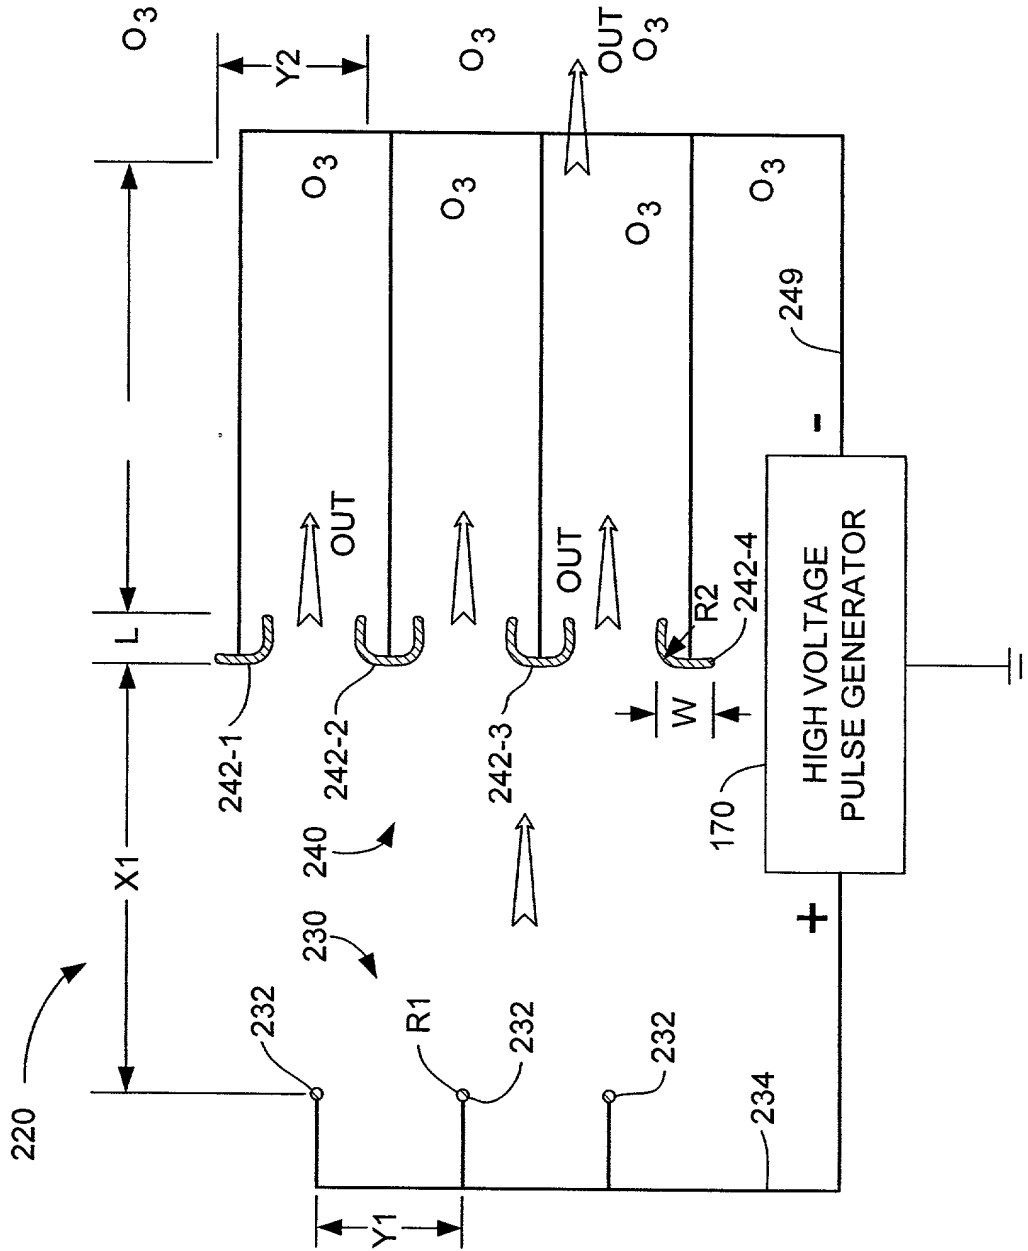 220
X1
L
O3
242-1
232
Y2
230
240
O3
242-2
OUT
Y1
R1
O3
O3
242-3
232
OUT
OUT
O3
O3
232
W
R2
170
242-4
234
O3
249
+
HIGH VOLTAGE
-
PULSE GENERATOR